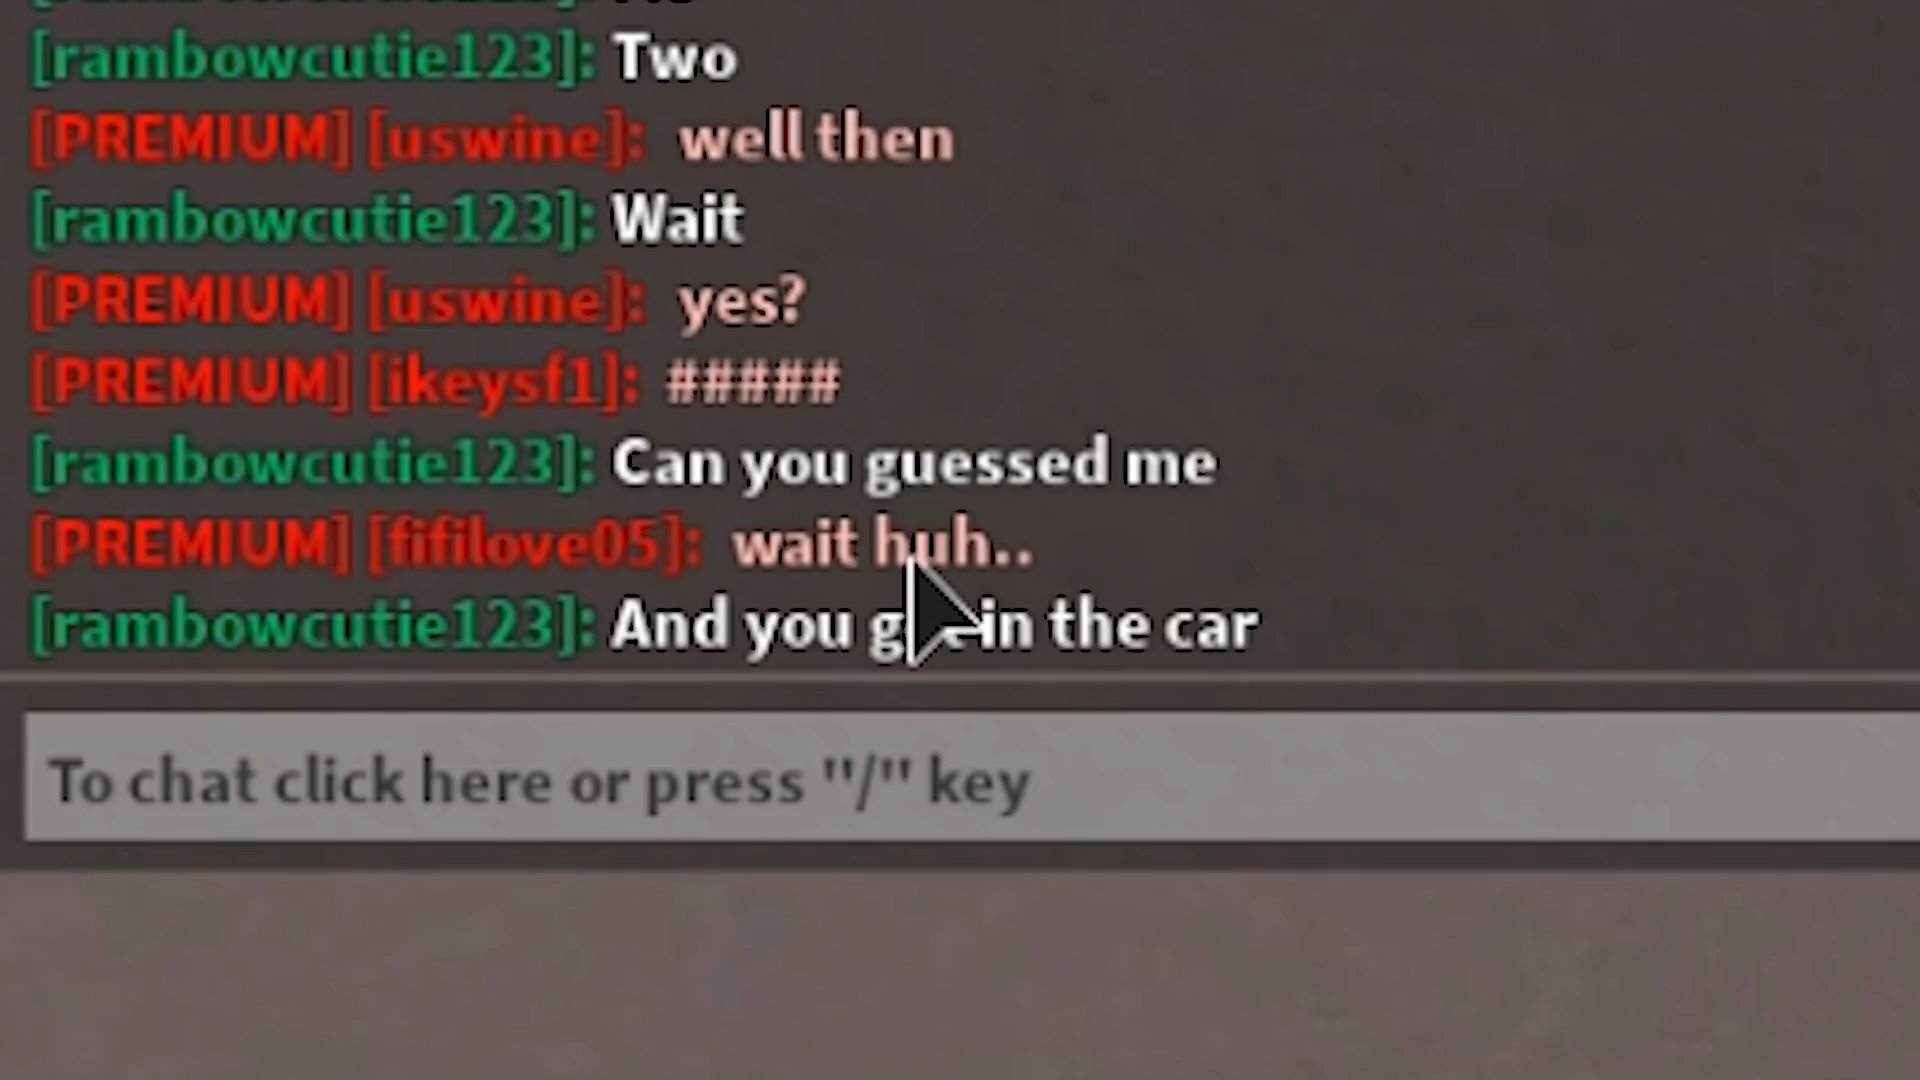 [rambowcutie123]: Two
[PREMIUM] [uswine]: well then
[rambowcutie123]: Wait
[PREMIUM] [uswine]: yes?
[PREMIUM] [ikeysf1]: #####
[rambowcutie123]: Can you guessed me
[PREMIUM] [fifilove05]: wait huh..
[rambowcutie123]: And you in the car
To chat click here or press "/" key